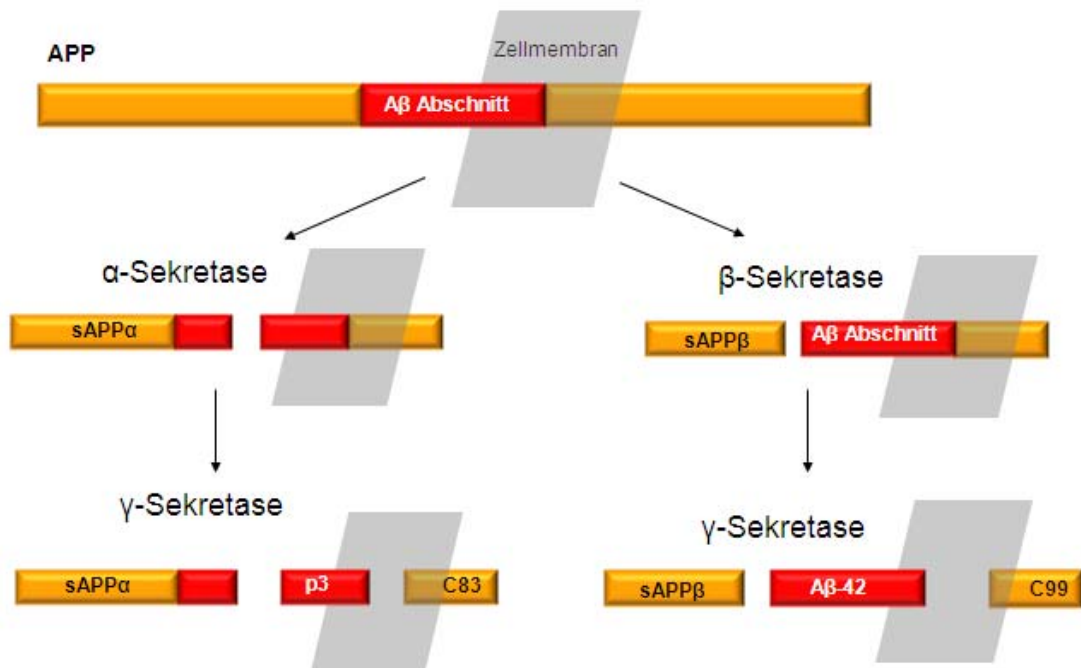 APP
Zellmembran
Aβ Abschnitt
α-Sekretase
β-Sekretase
sAPPα
sAPPβ
Aβ Abschnitt
γ-Sekretase
γ-Sekretase
sAPPα
p3
C83
sAPPβ
Aβ-42
C99